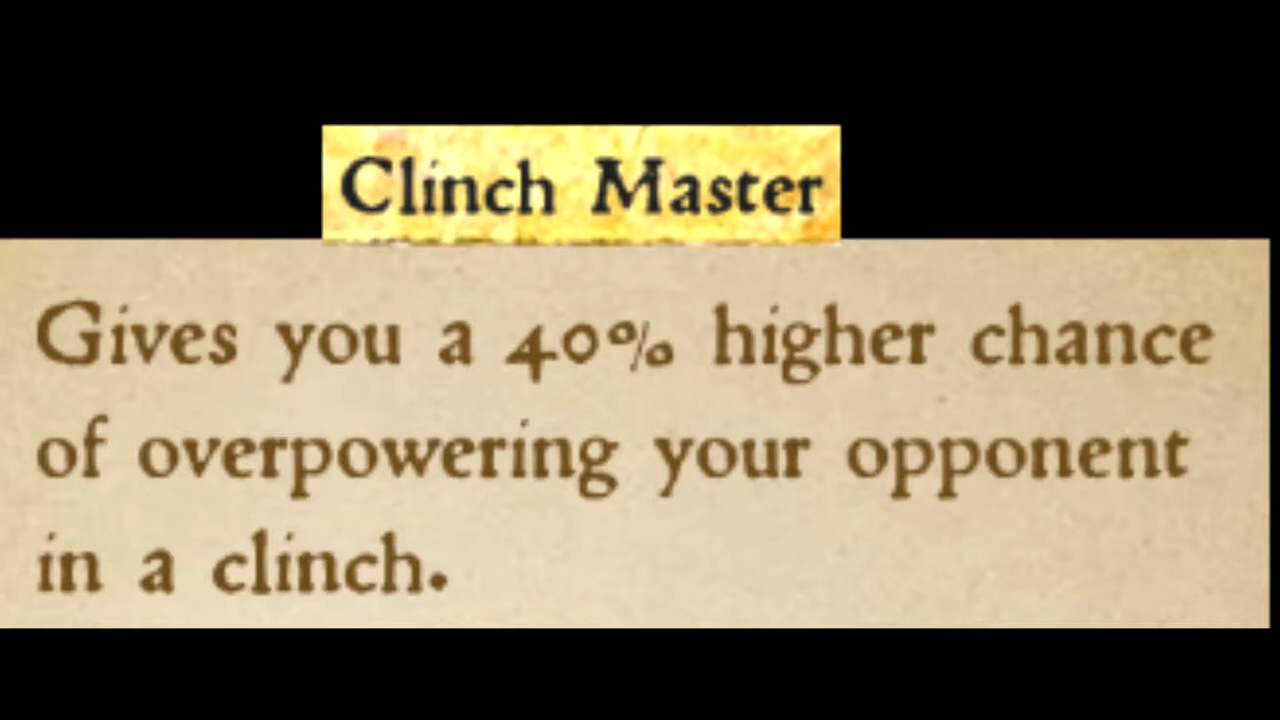 Clinch Master
Gives you a 40% higher chance
of overpowering your opponent
in a clinch.